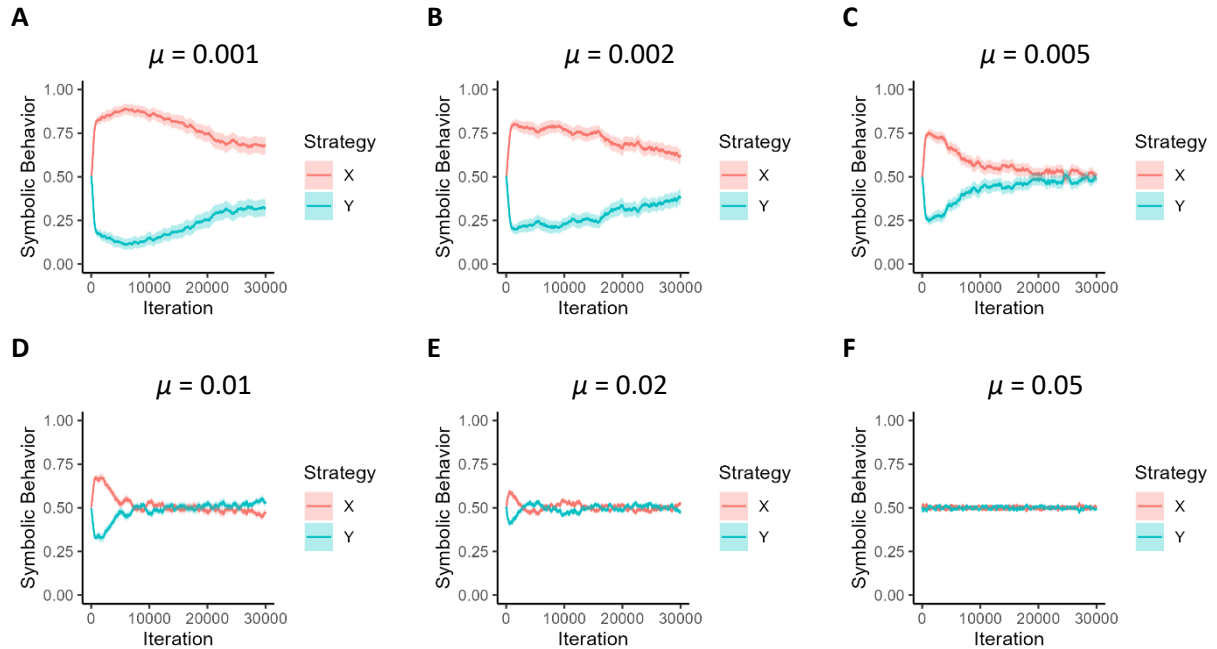 A
μ = 0.001
Symbolic Behavior
1.00
0.75
0.50
0.25
0.00
0 10000 20000 30000
Iteration
Strategy
X
Y
B
μ = 0.002
Symbolic Behavior
1.00
0.75
0.50
0.25
0.00
0 10000 20000 30000
Iteration
Strategy
X
Y
C
μ = 0.005
Symbolic Behavior
1.00
0.75
0.50
0.25
0.00
0 10000 20000 30000
Iteration
Strategy
X
Y
D
μ = 0.01
Symbolic Behavior
1.00
0.75
0.50
0.25
0.00
0 10000 20000 30000
Iteration
Strategy
X
Y
E
μ = 0.02
Symbolic Behavior
1.00
0.75
0.50
0.25
0.00
0 10000 20000 30000
Iteration
Strategy
X
Y
F
μ = 0.05
Symbolic Behavior
1.00
0.75
0.50
0.25
0.00
0 10000 20000 30000
Iteration
Strategy
X
Y